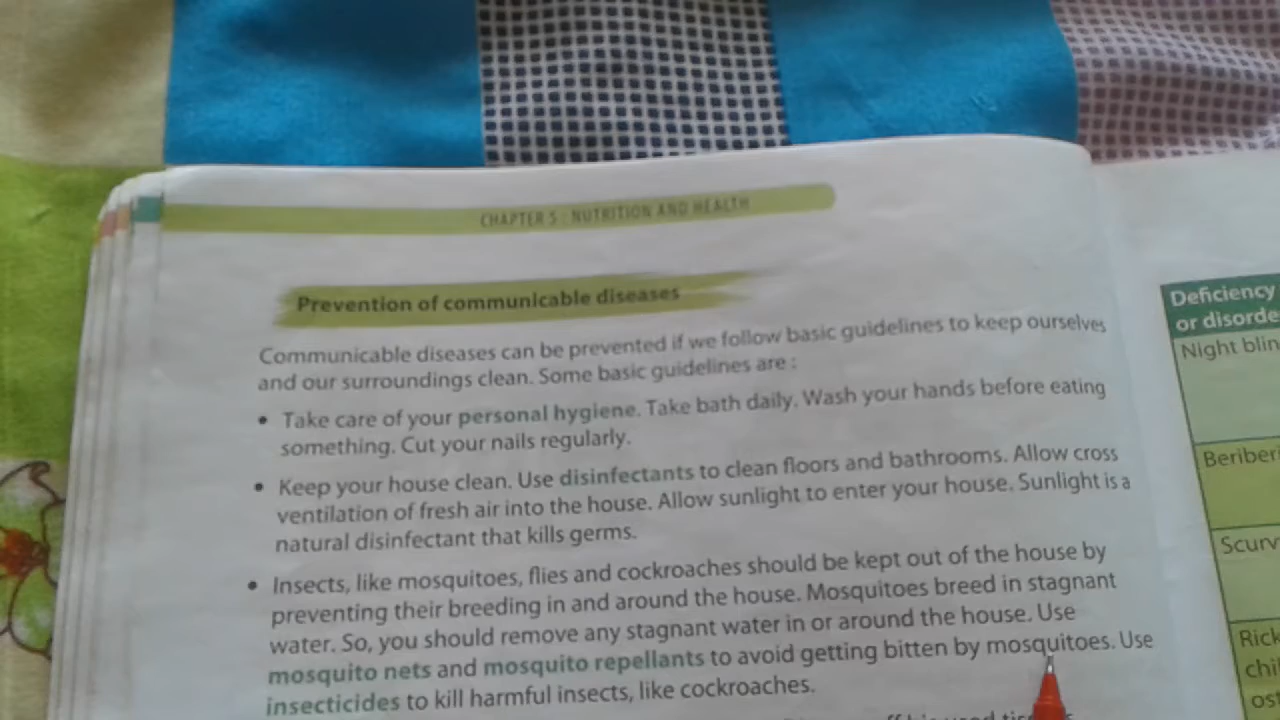 CHAPTER 5 : NUTRITION AND HEALTH
Prevention of communicable diseases
Communicable diseases can be prevented if we follow basic guidelines to keep ourselves
and our surroundings clean. Some basic guidelines are :
• Take care of your personal hygiene. Take bath daily. Wash your hands before eating
something. Cut your nails regularly.
• Keep your house clean. Use disinfectants to clean floors and bathrooms. Allow cross
ventilation of fresh air into the house. Allow sunlight to enter your house. Sunlight is a
natural disinfectant that kills germs.
• Insects, like mosquitoes, flies and cockroaches should be kept out of the house by
preventing their breeding in and around the house. Mosquitoes breed in stagnant
water. So, you should remove any stagnant water in or around the house. Use
mosquito nets and mosquito repellants to avoid getting bitten by mosquitoes. Use
insecticides to kill harmful insects, like cockroaches.
Deficiency
or
Night